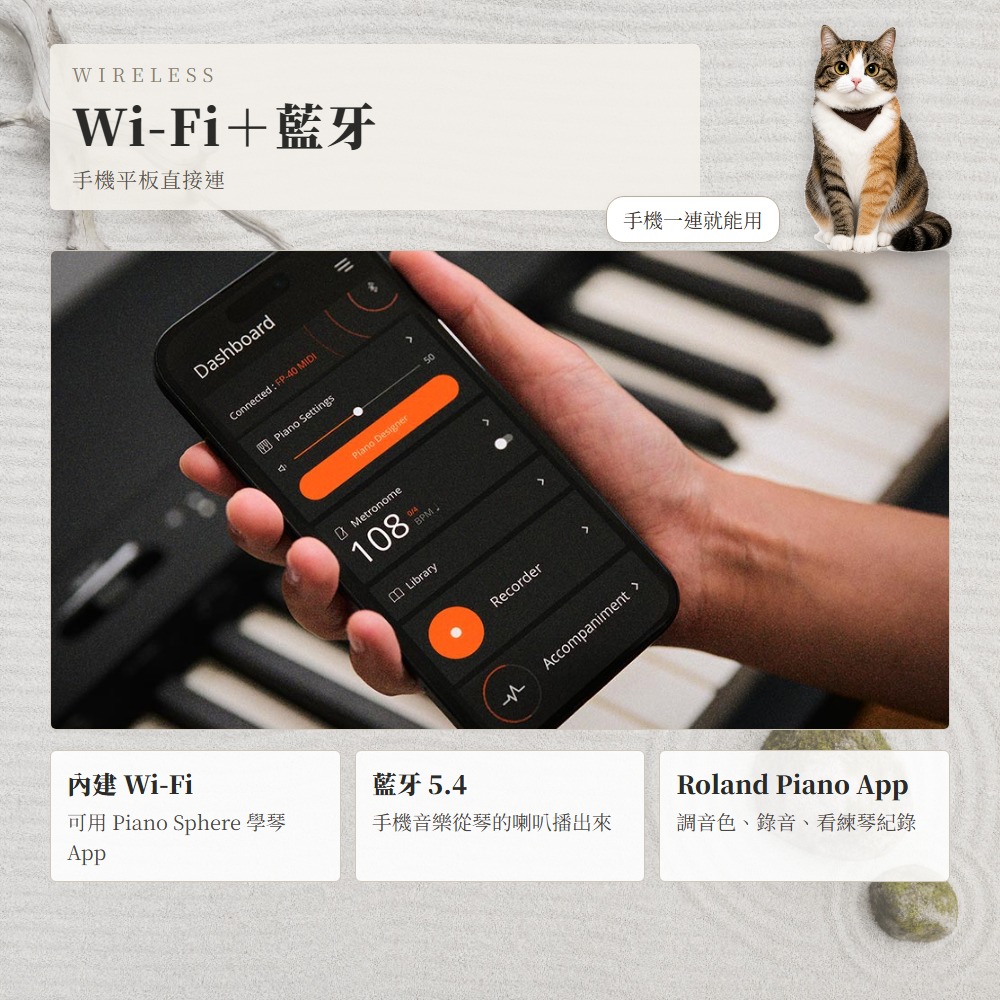 WIRELESS
Wi-Fi＋藍牙
手機平板直接連
手機一連就能用
Dashboard
Connected : FP-40 MIDI
Piano Settings
50
Piano Designer
Metronome
108
0/4
BPM
Library
Recorder
Accompaniment
內建 Wi-Fi
可用 Piano Sphere 學琴
App
藍牙 5.4
手機音樂從琴的喇叭播出來
Roland Piano App
調音色、錄音、看練琴紀錄